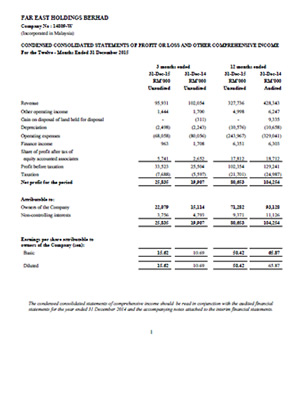 FAR EAST HOLDINGS BERHAD
Company No : 14809-W
(Incorporated in Malaysia)
CONDENSED CONSOLIDATED STATEMENTS OF PROFIT OR LOSS AND OTHER COMPREHENSIVE INCOME
For the Twelve - Months Ended 31 December 2015
3 months ended 12 months ended
31-Dec-15 31-Dec-14 31-Dec-15 31-Dec-14
RM'000 RM'000 RM'000 RM'000
Unaudited Unaudited Unaudited Audited
Revenue 95,931 102,054 327,736 428,343
Other operating income 1,444 1,700 4,998 6,247
Gain on disposal of land held for disposal - (311) - 9,335
Depreciation (2,498) (2,243) (10,576) (10,658)
Operating expenses (68,058) (80,056) (243,967) (329,041)
Finance income 963 1,708 6,351 6,303
Share of profit after tax of
equity accounted associates 5,741 2,652 17,812 18,712
Profit before taxation 33,523 25,504 102,354 129,241
Taxation (7,688) (5,597) (21,701) (24,987)
Net profit for the period 25,835 19,907 80,653 104,254
Attributable to:
Owners of the Company 22,079 15,114 71,282 93,128
Non-controlling interests 3,756 4,793 9,371 11,126
25,835 19,907 80,653 104,254
Earnings per share attributable to
owners of the Company (sen):
Basic 15.62 10.69 50.42 65.87
Diluted 15.62 10.69 50.42 65.87
The condensed consolidated statements of comprehensive income should be read in conjunction with the audited financial
statements for the year ended 31 December 2014 and the accompanying notes attached to the interim financial statements.